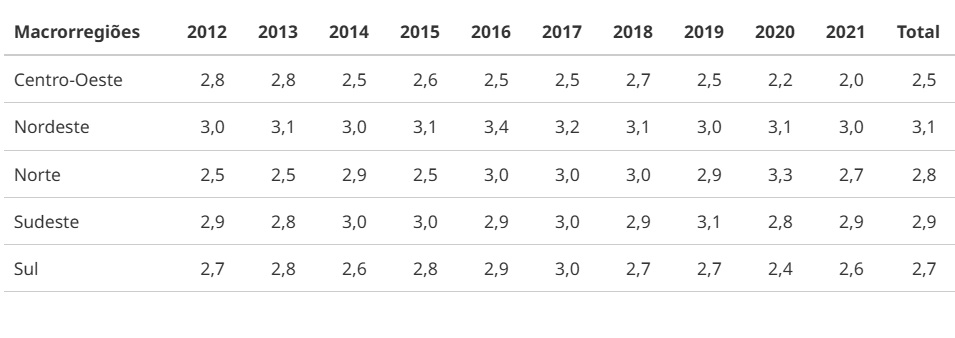 Macrorregiões 2012 2013 2014 2015 2016 2017 2018 2019 2020 2021 Total
Centro-Oeste 2,8 2,8 2,5 2,6 2,5 2,5 2,7 2,5 2,2 2,0 2,5
Nordeste 3,0 3,1 3,0 3,1 3,4 3,2 3,1 3,0 3,1 3,0 3,1
Norte 2,5 2,5 2,9 2,5 3,0 3,0 3,0 2,9 3,3 2,7 2,8
Sudeste 2,9 2,8 3,0 3,0 2,9 3,0 2,9 3,1 2,8 2,9 2,9
Sul 2,7 2,8 2,6 2,8 2,9 3,0 2,7 2,7 2,4 2,6 2,7